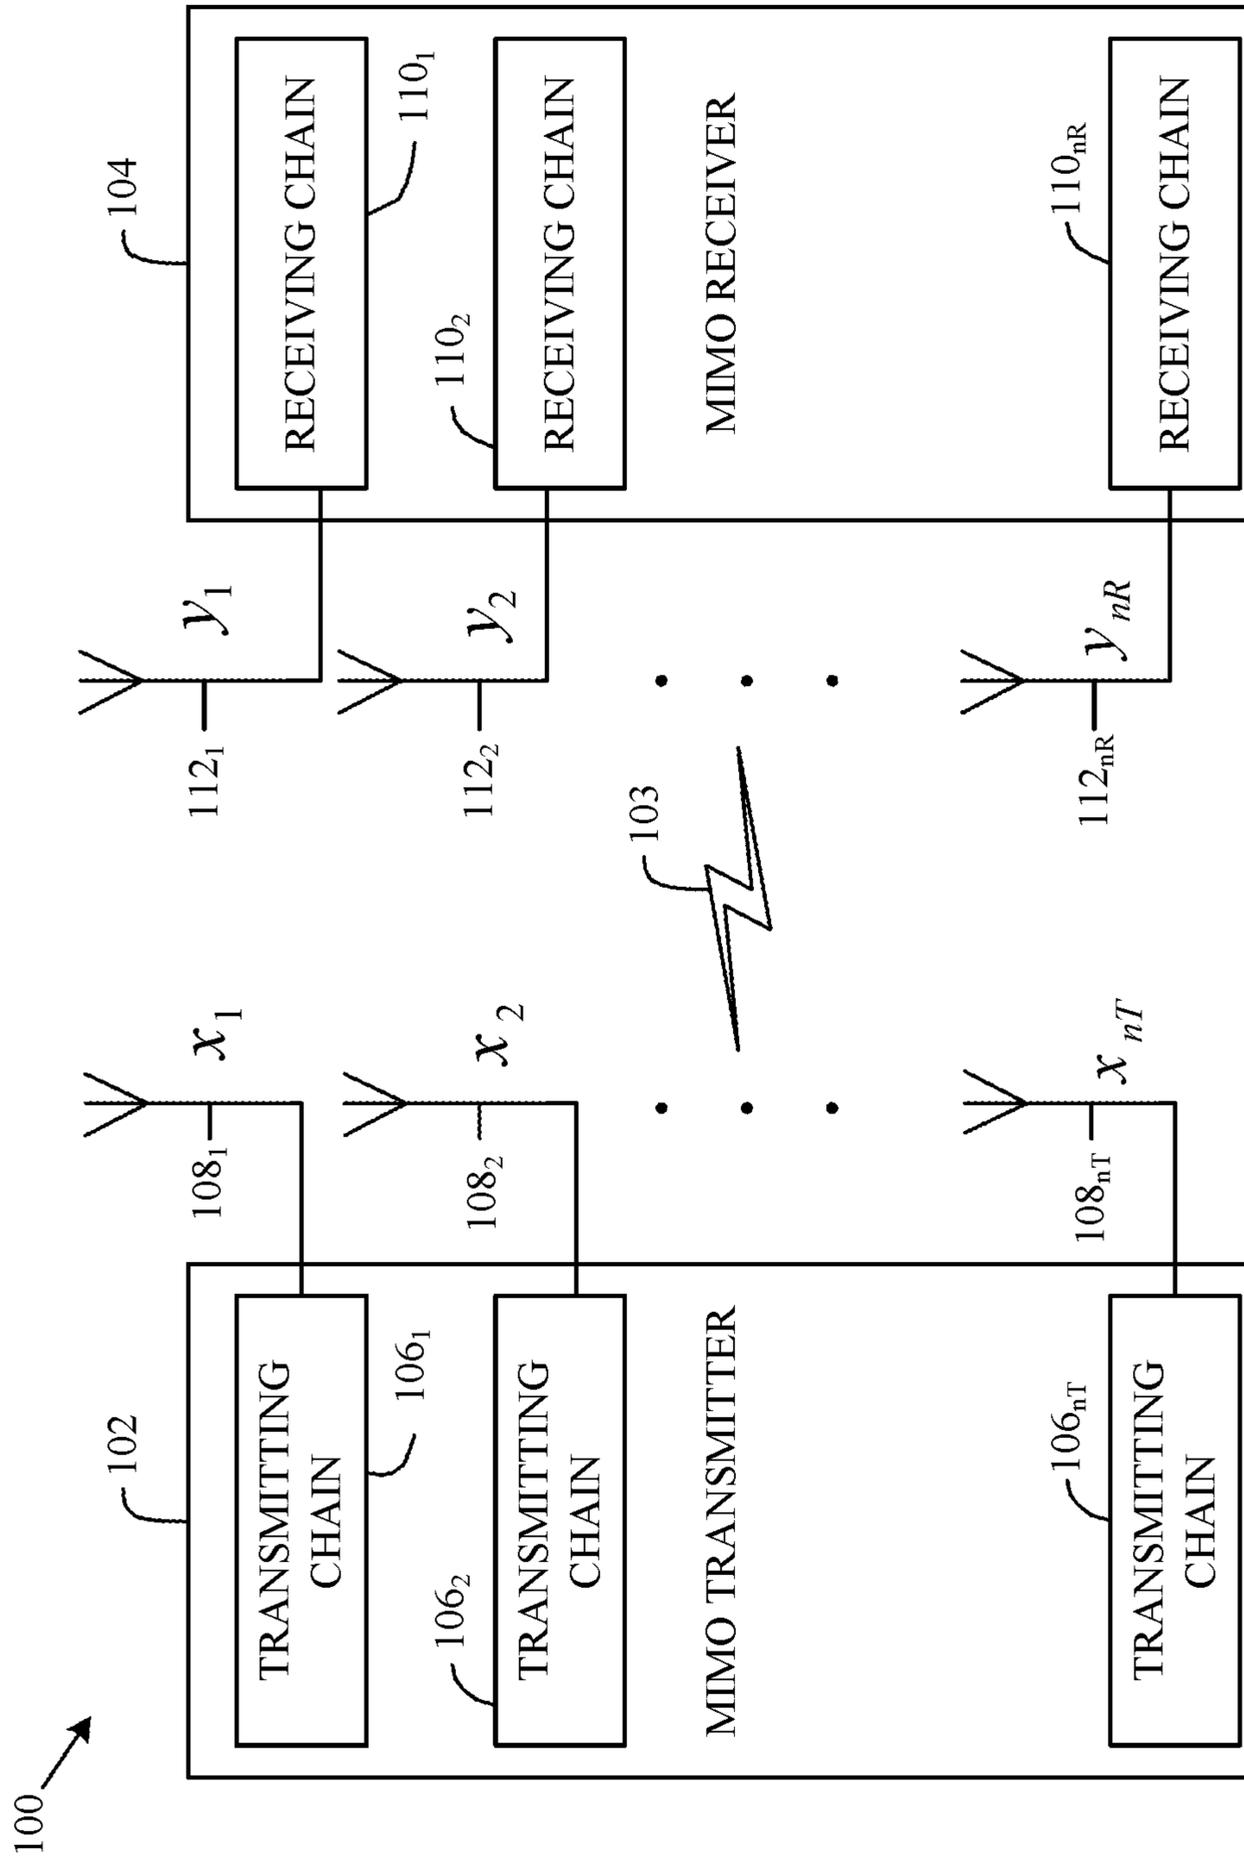 100
102
TRANSMITTING
CHAIN
106₁
106₂
TRANSMITTING
CHAIN
MIMO TRANSMITTER
106ₙT
TRANSMITTING
CHAIN
108₁
x₁
108₂
x₂
108ₙT
xₙT
103
112₁
y₁
112₂
y₂
112ₙR
yₙR
104
RECEIVING CHAIN
110₁
110₂
RECEIVING CHAIN
MIMO RECEIVER
110ₙR
RECEIVING CHAIN